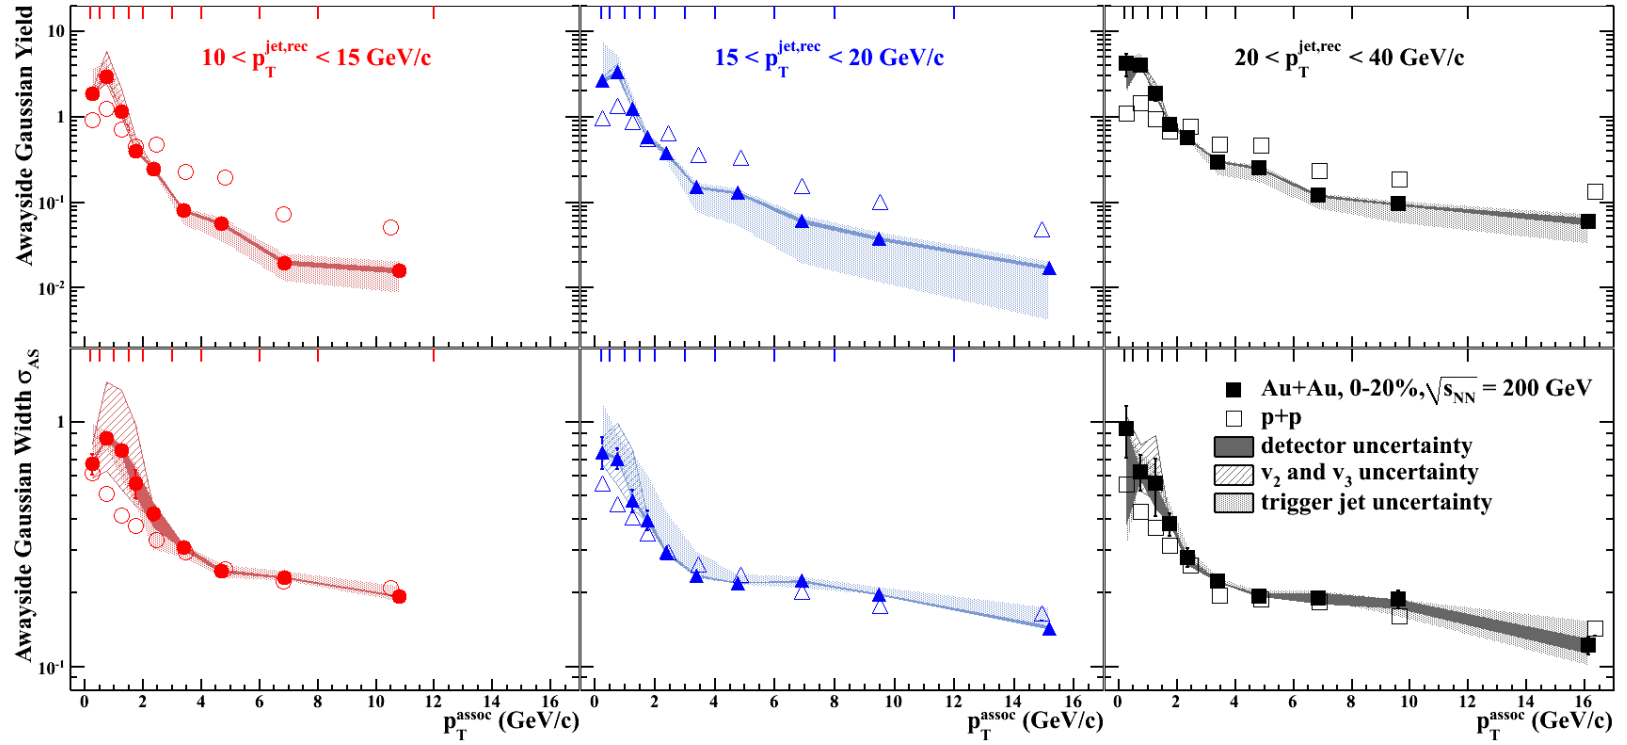 Awayside Gaussian Yield
10
1
10⁻¹
10⁻²
10 < p_T^jet,rec < 15 GeV/c
15 < p_T^jet,rec < 20 GeV/c
20 < p_T^jet,rec < 40 GeV/c
Awayside Gaussian Width σ_AS
1
10⁻¹
Au+Au, 0-20%, √s_NN = 200 GeV
p+p
detector uncertainty
v₂ and v₃ uncertainty
trigger jet uncertainty
0 2 4 6 8 10 12 14 16
0 2 4 6 8 10 12 14 16
0 2 4 6 8 10 12 14 16
p_T^assoc (GeV/c)
p_T^assoc (GeV/c)
p_T^assoc (GeV/c)